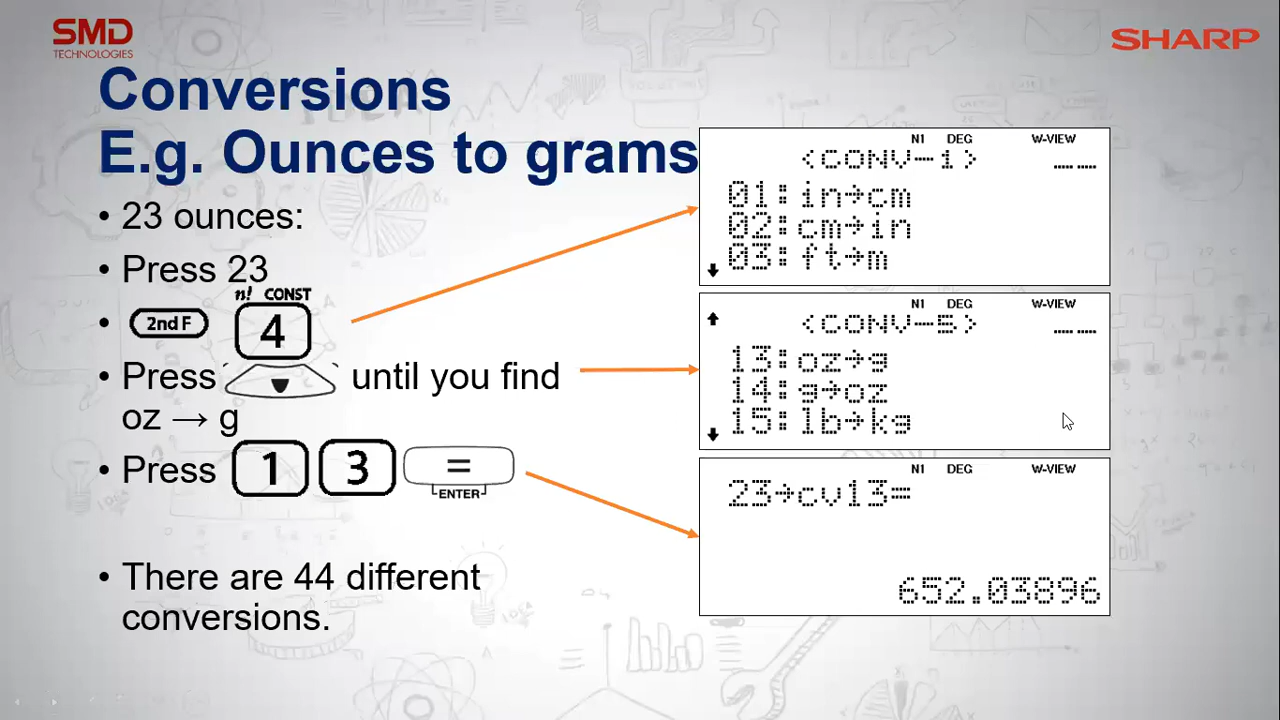 SMD
TECHNOLOGIES
SHARP
Conversions
E.g. Ounces to grams
• 23 ounces:
• Press 23
n! CONST
• 2nd F 4
• Press ▼ until you find
oz → g
• Press 1 3 =
ENTER
• There are 44 different
conversions.
N1 DEG W-VIEW
<CONV-1>
01:in→cm
02:cm→in
03:ft→m
N1 DEG W-VIEW
<CONV-5>
13:oz→g
14:g→oz
15:lb→kg
N1 DEG W-VIEW
23→cv13=
652.03896